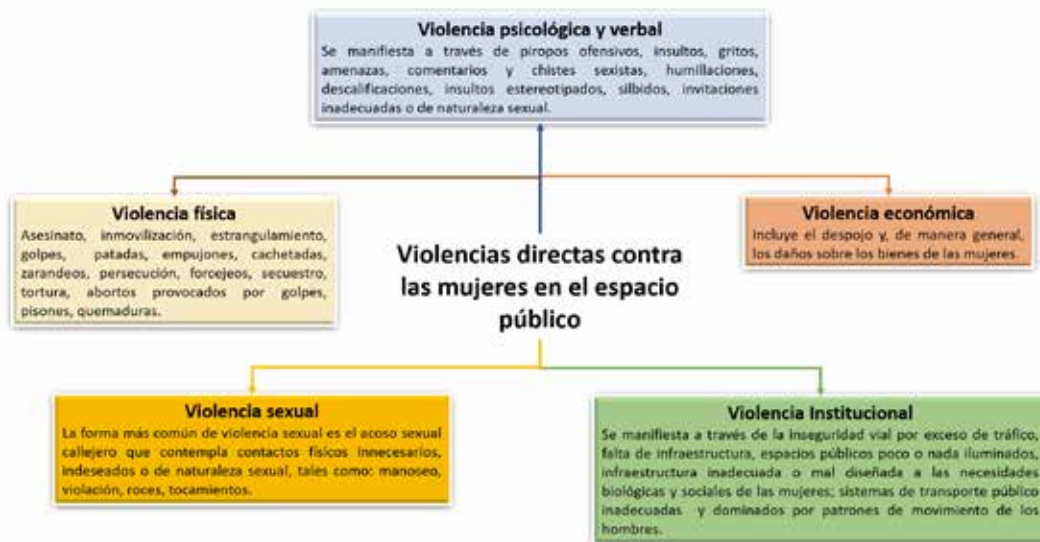 Violencia psicológica y verbal
Se manifiesta a través de piropos ofensivos, insultos, gritos,
amenazas, comentarios y chistes sexistas, humillaciones,
descalificaciones, insultos estereotipados, silbidos, invitaciones
inadecuadas o de naturaleza sexual.
Violencia física
Asesinato, inmovilización, estrangulamiento,
golpes, patadas, empujones, cachetadas,
zarandeos, persecución, forcejeos, secuestro,
tortura, abortos provocados por golpes,
pisones, quemaduras.
Violencia económica
Incluye el despojo y, de manera general,
los daños sobre los bienes de las mujeres.
Violencias directas contra
las mujeres en el espacio
público
Violencia sexual
La forma más común de violencia sexual es el acoso sexual
callejero que contempla contactos físicos innecesarios,
indeseados o de naturaleza sexual, tales como: manoseo,
violación, roces, tocamientos.
Violencia Institucional
Se manifiesta a través de la inseguridad vial por exceso de tráfico,
falta de infraestructura, espacios públicos poco o nada iluminados,
infraestructura inadecuada o mal diseñada a las necesidades
biológicas y sociales de las mujeres; sistemas de transporte público
inadecuadas y dominados por patrones de movimiento de los
hombres.